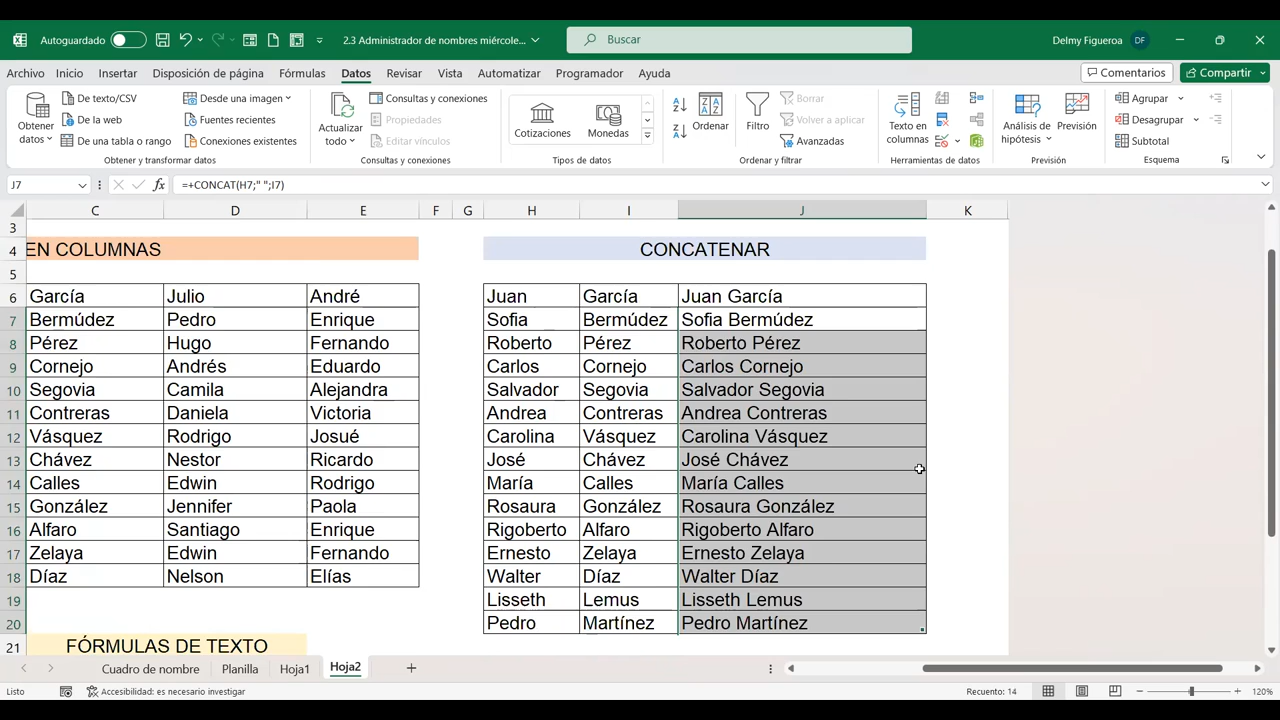 Autoguardado
2.3 Administrador de nombres miércole...
Buscar
Delmy Figueroa
DF
Archivo Inicio Insertar Disposición de página Fórmulas Datos Revisar Vista Automatizar Programador Ayuda
Comentarios
Compartir
Obtener datos
De texto/CSV
De la web
De una tabla o rango
Desde una imagen
Fuentes recientes
Conexiones existentes
Obtener y transformar datos
Actualizar todo
Consultas y conexiones
Propiedades
Editar vínculos
Consultas y conexiones
Cotizaciones
Monedas
Tipos de datos
Ordenar
Filtro
Borrar
Volver a aplicar
Avanzadas
Ordenar y filtrar
Texto en columnas
Herramientas de datos
Análisis de hipótesis
Previsión
Previsión
Agrupar
Desagrupar
Subtotal
Esquema
J7
fx
=+CONCAT(H7;" ";I7)
C D E F G H I J K
3
4 EN COLUMNAS CONCATENAR
5
6 García Julio André Juan García Juan García
7 Bermúdez Pedro Enrique Sofia Bermúdez Sofia Bermúdez
8 Pérez Hugo Fernando Roberto Pérez Roberto Pérez
9 Cornejo Andrés Eduardo Carlos Cornejo Carlos Cornejo
10 Segovia Camila Alejandra Salvador Segovia Salvador Segovia
11 Contreras Daniela Victoria Andrea Contreras Andrea Contreras
12 Vásquez Rodrigo Josué Carolina Vásquez Carolina Vásquez
13 Chávez Nestor Ricardo José Chávez José Chávez
14 Calles Edwin Rodrigo María Calles María Calles
15 González Jennifer Paola Rosaura González Rosaura González
16 Alfaro Santiago Enrique Rigoberto Alfaro Rigoberto Alfaro
17 Zelaya Edwin Fernando Ernesto Zelaya Ernesto Zelaya
18 Díaz Nelson Elías Walter Díaz Walter Díaz
19 Lisseth Lemus Lisseth Lemus
20 Pedro Martínez Pedro Martínez
21 FÓRMULAS DE TEXTO
Cuadro de nombre Planilla Hoja1 Hoja2
Listo
Accesibilidad: es necesario investigar
Recuento: 14
120%